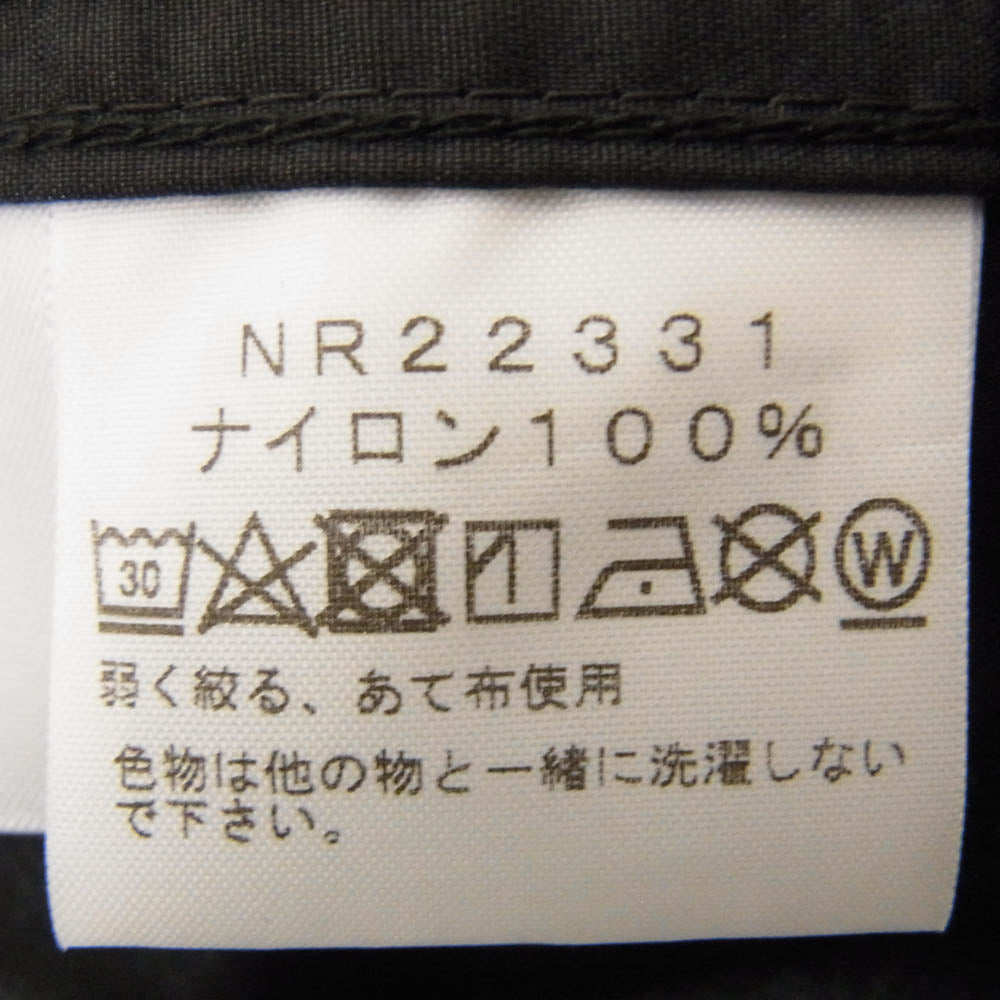 NR22331
ナイロン100%
30 W
弱く絞る、あて布使用
色物は他の物と一緒に洗濯しない
で下さい。